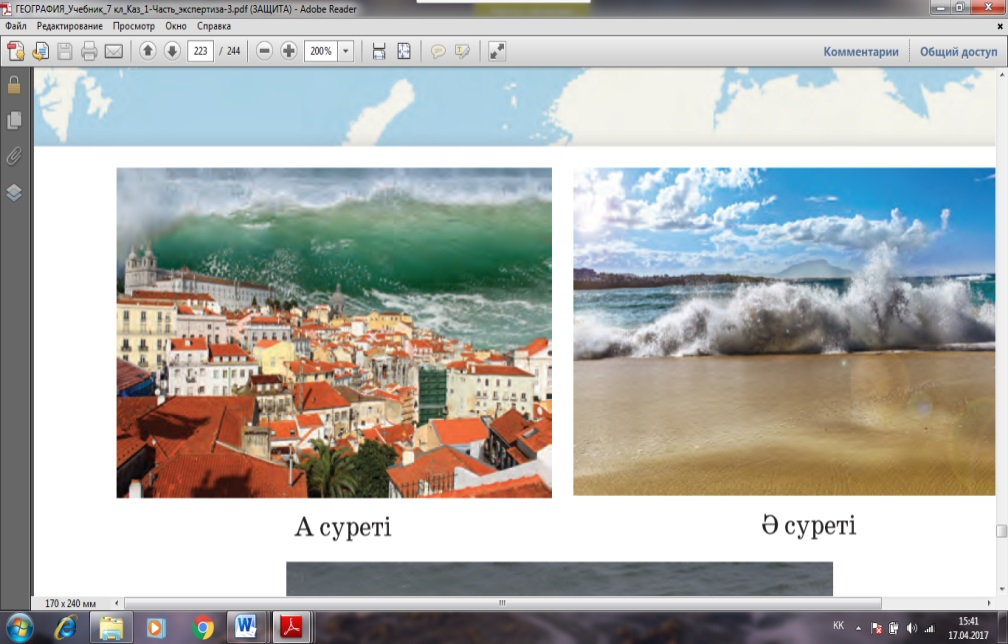 ГЕОГРАФИЯ_Учебник_7 кл_Каз_1-Часть_экспертиза-3.pdf (ЗАЩИТА) - Adobe Reader
Файл Редактирование Просмотр Окно Справка
223 / 244 200% Комментарии Общий доступ
А суреті
Ә суреті
170 x 240 мм
KK
15:41
17.04.2017